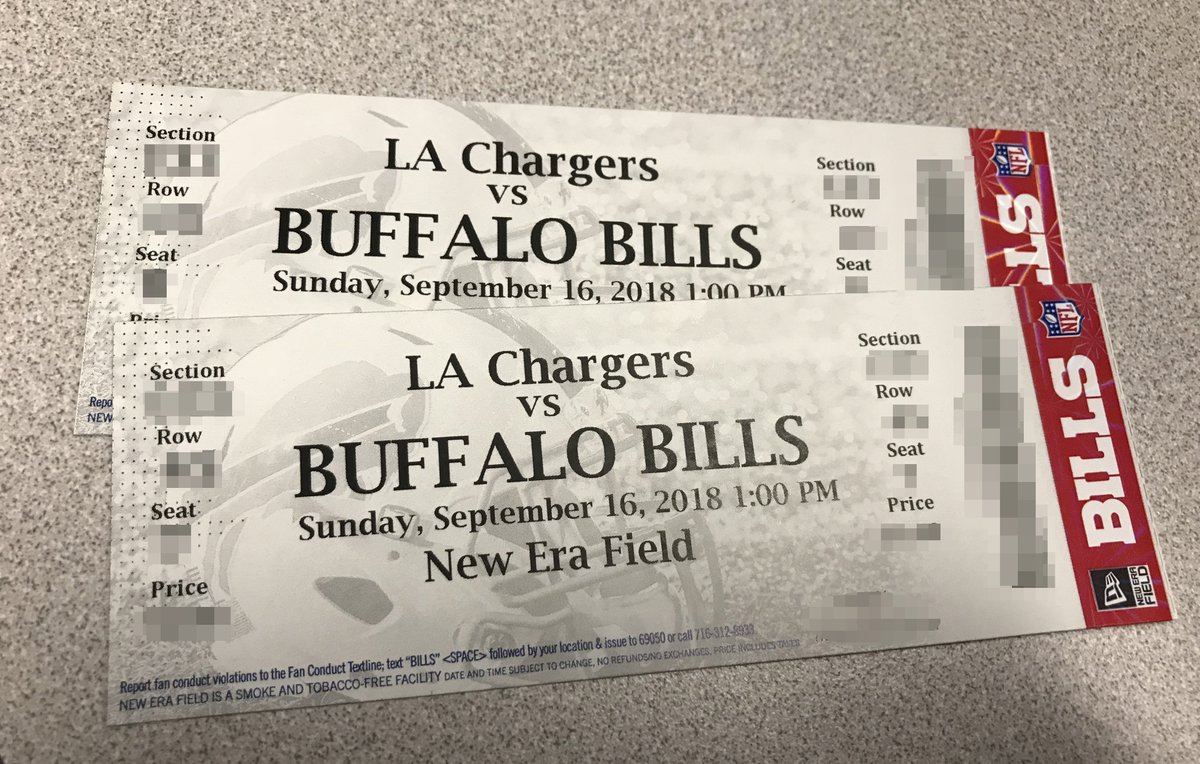 Section
Row
Seat
LA Chargers
VS
BUFFALO BILLS
Sunday, September 16, 2018 1:00 PM
Section
Row
Seat
NFL
Repo
NEW
Section
Row
Seat
Price
LA Chargers
VS
BUFFALO BILLS
Sunday, September 16, 2018 1:00 PM
New Era Field
Section
Row
Seat
Price
NFL
BILLS
NEW ERA
FIELD
Report fan conduct violations to the Fan Conduct Textline; text "BILLS" <SPACE> followed by your location & issue to 69050 or call 716-312-8933
NEW ERA FIELD IS A SMOKE AND TOBACCO-FREE FACILITY DATE AND TIME SUBJECT TO CHANGE, NO REFUNDS/NO EXCHANGES. PRICE INCLUDES TAXES